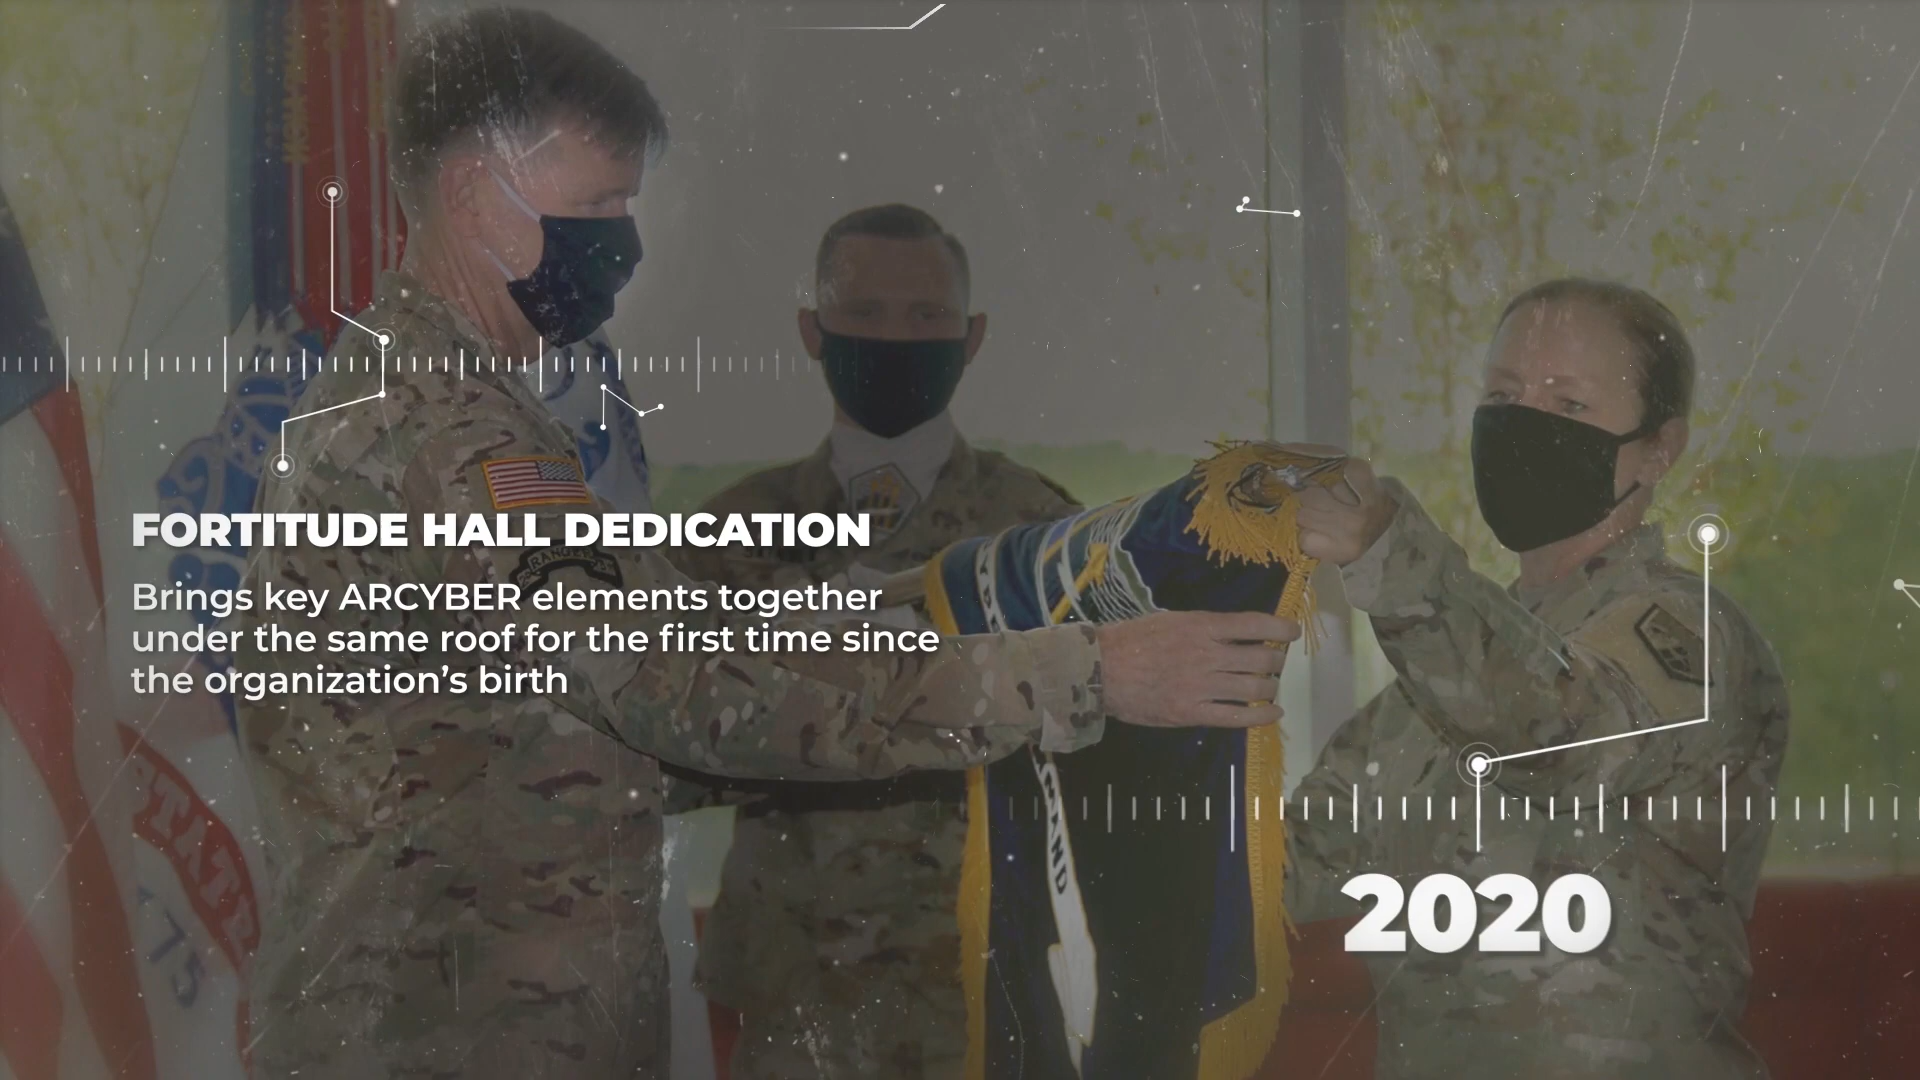 FORTITUDE HALL DEDICATION
RANGER
Brings key ARCYBER elements together
under the same roof for the first time since
the organization's birth
2020